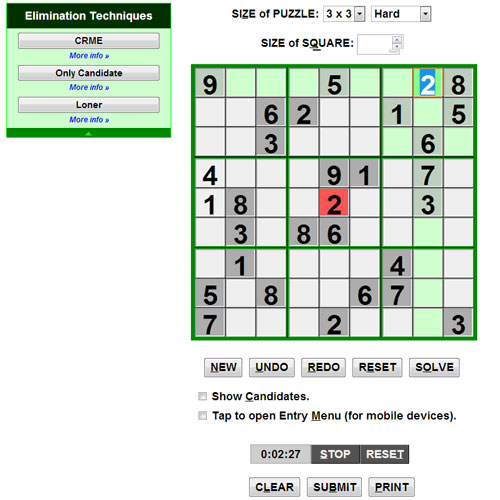 Elimination Techniques
CRME
More info »
Only Candidate
More info »
Loner
More info »
SIZE of PUZZLE: 3 x 3 Hard
SIZE of SQUARE:
9 5 2 8
6 2 1 5
3 6
4 9 1 7
1 8 2 3
3 8 6
1 4
5 8 6 7
7 2 3
NEW UNDO REDO RESET SOLVE
Show Candidates.
Tap to open Entry Menu (for mobile devices).
0:02:27 STOP RESET
CLEAR SUBMIT PRINT